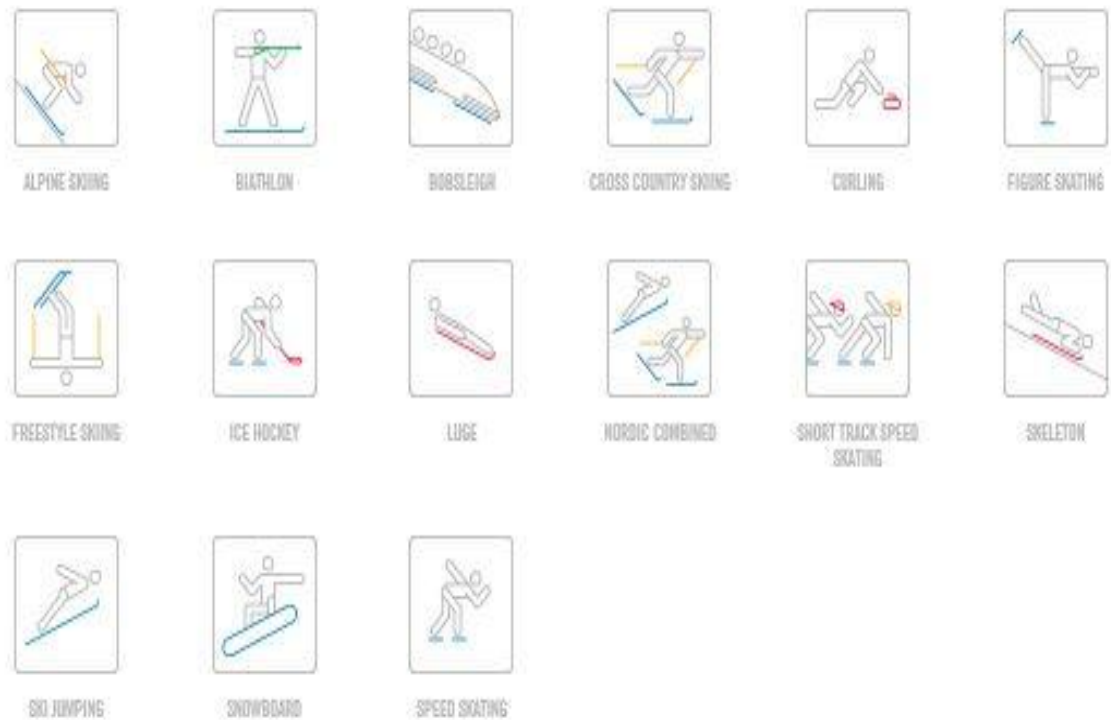 ALPINE SKIING
BIATHLON
BOBSLEIGH
CROSS COUNTRY SKIING
CURLING
FIGURE SKATING
FREESTYLE SKIING
ICE HOCKEY
LUGE
NORDIC COMBINED
SHORT TRACK SPEED
SKATING
SKELETON
SKI JUMPING
SNOWBOARD
SPEED SKATING